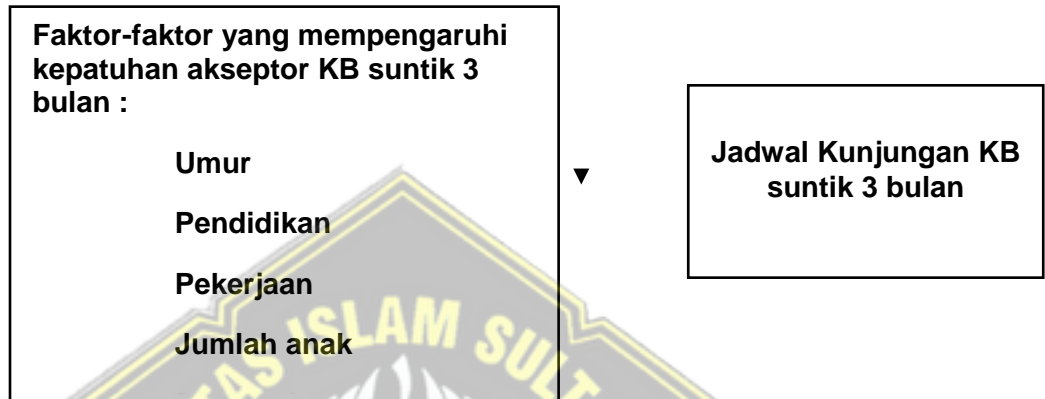 Faktor-faktor yang mempengaruhi
kepatuhan akseptor KB suntik 3
bulan :
Umur
Pendidikan
Pekerjaan
Jumlah anak
Jadwal Kunjungan KB
suntik 3 bulan
ISLAM